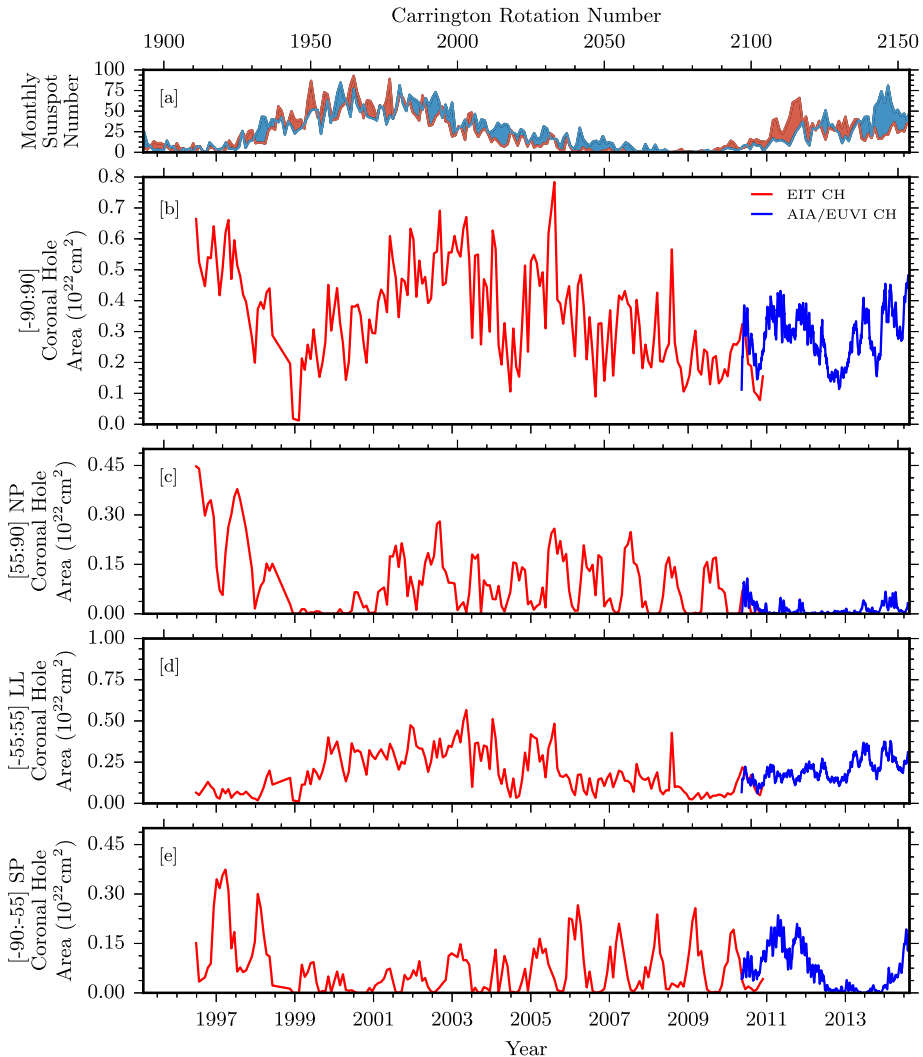 Carrington Rotation Number
1900 1950 2000 2050 2100 2150
Monthly
Sunspot
Number
100
75
50
25
0
[a]
[-90:90]
Coronal Hole
Area (10²²cm²)
0.8
0.7
0.6
0.5
0.4
0.3
0.2
0.1
0.0
[b]
EIT CH
AIA/EUVI CH
[55:90] NP
Coronal Hole
Area (10²²cm²)
0.45
0.30
0.15
0.00
[c]
[-55:55] LL
Coronal Hole
Area (10²²cm²)
1.00
0.75
0.50
0.25
0.00
[d]
[-90:-55] SP
Coronal Hole
Area (10²²cm²)
0.45
0.30
0.15
0.00
[e]
1997 1999 2001 2003 2005 2007 2009 2011 2013
Year